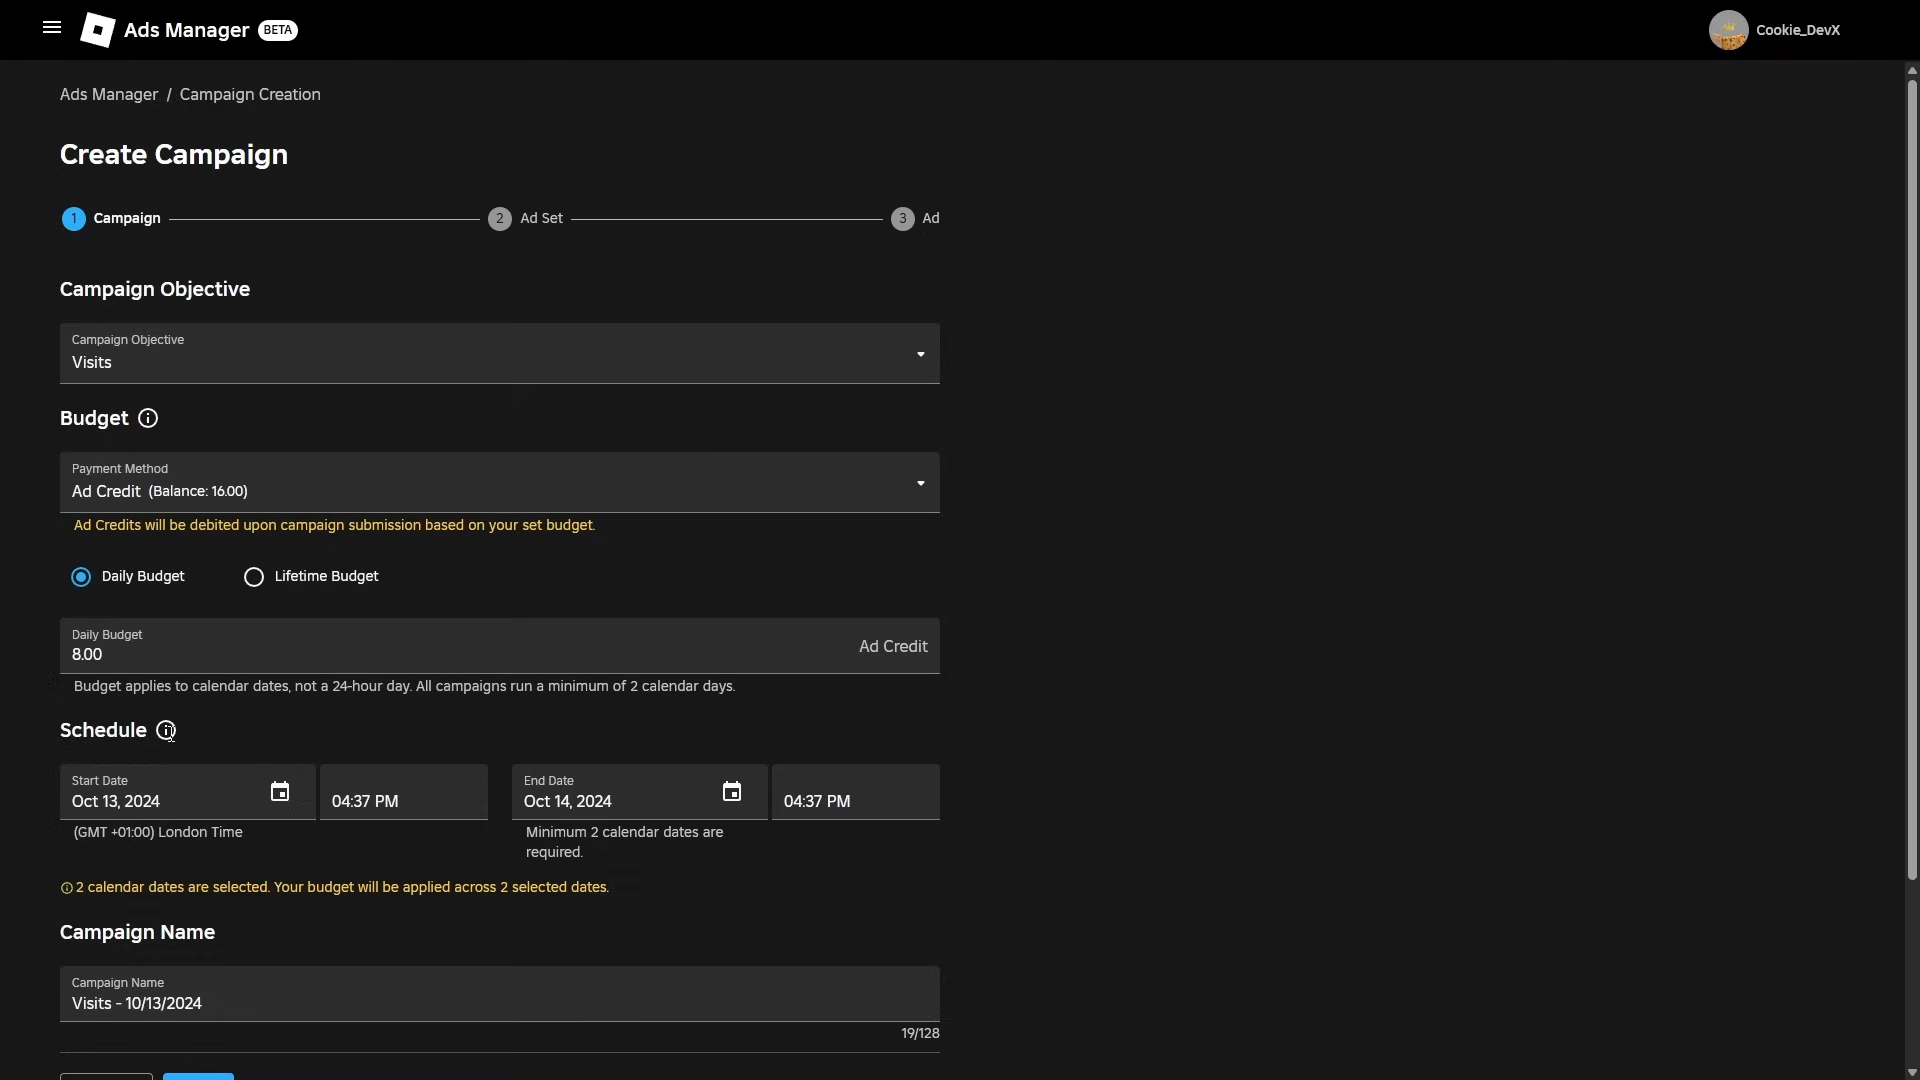 Ads Manager BETA
Cookie_DevX
Ads Manager / Campaign Creation
Create Campaign
1 Campaign 2 Ad Set 3 Ad
Campaign Objective
Campaign Objective
Visits
Budget
Payment Method
Ad Credit (Balance: 16.00)
Ad Credits will be debited upon campaign submission based on your set budget.
Daily Budget Lifetime Budget
Daily Budget
8.00
Ad Credit
Budget applies to calendar dates, not a 24-hour day. All campaigns run a minimum of 2 calendar days.
Schedule
Start Date
Oct 13, 2024
04:37 PM
End Date
Oct 14, 2024
04:37 PM
(GMT +01:00) London Time
Minimum 2 calendar dates are
required.
2 calendar dates are selected. Your budget will be applied across 2 selected dates.
Campaign Name
Campaign Name
Visits - 10/13/2024
19/128